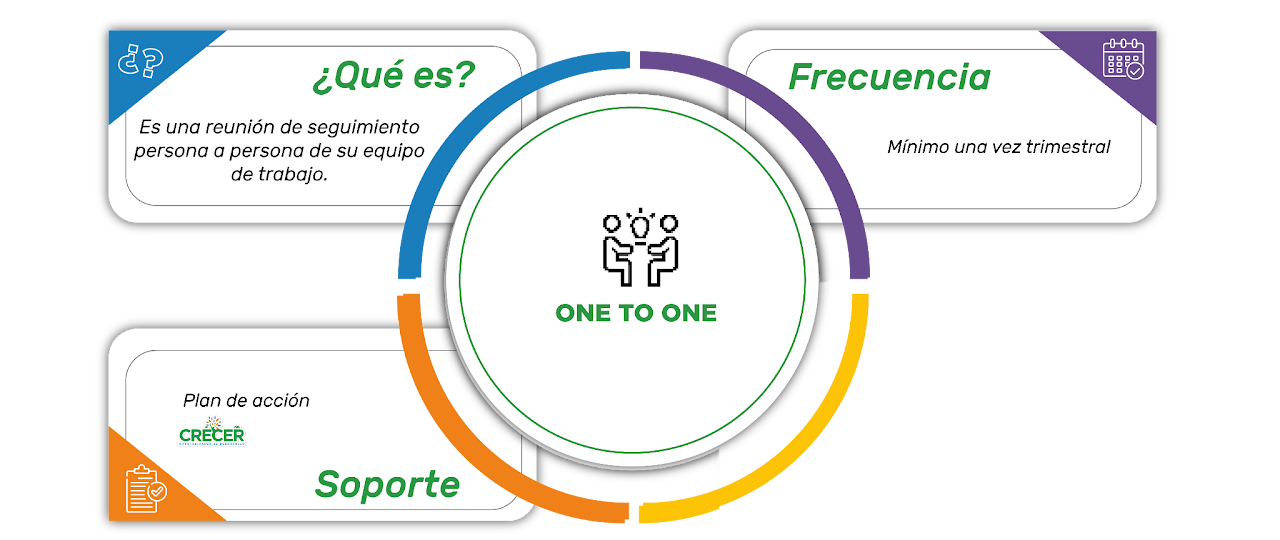 ¿Qué es?
Es una reunión de seguimiento
persona a persona de su equipo
de trabajo.
Frecuencia
Mínimo una vez trimestral
ONE TO ONE
Plan de acción
CRECER
Soporte